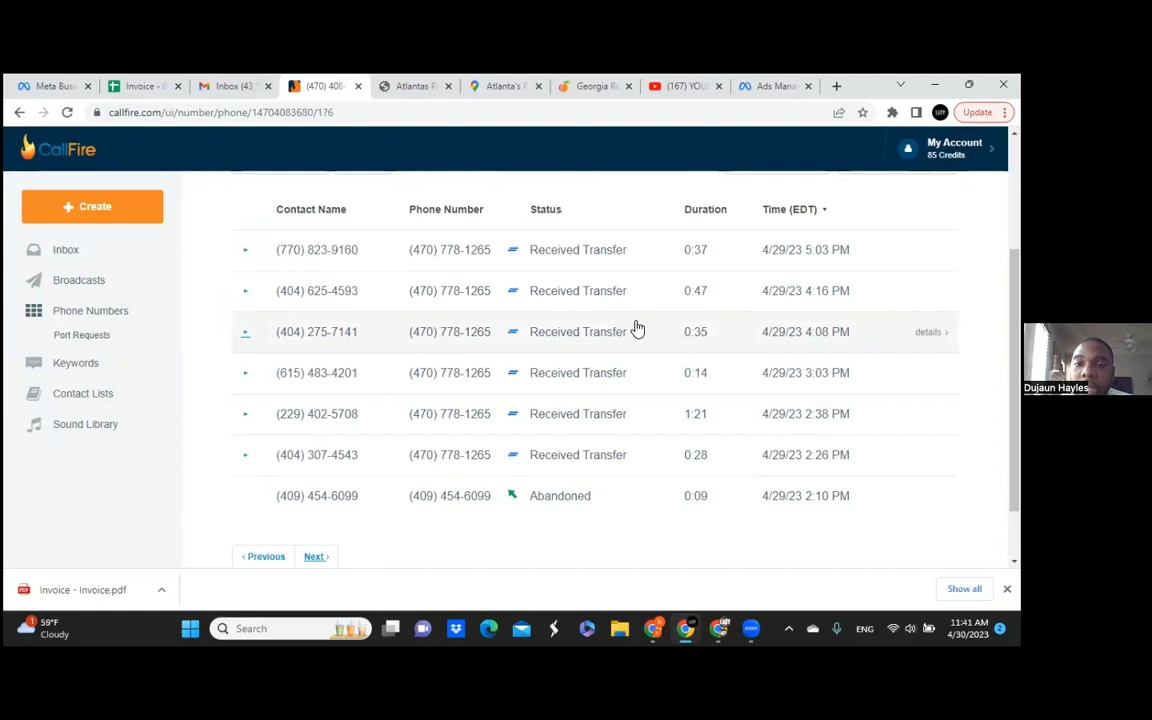 Meta Busi
Invoice - G
Inbox (43,
(470) 408-
Atlantas P
Atlanta's P
Georgia R
(167) YOU
Ads Mana
Update
callfire.com/ui/number/phone/14704083680/1?6
CallFire
My Account
85 Credits
Create
Inbox
Broadcasts
Phone Numbers
Port Requests
Keywords
Contact Lists
Sound Library
Contact Name Phone Number Status Duration Time (EDT)
(770) 823-9160 (470) 778-1265 Received Transfer 0:37 4/29/23 5:03 PM
(404) 625-4593 (470) 778-1265 Received Transfer 0:47 4/29/23 4:16 PM
(404) 275-7141 (470) 778-1265 Received Transfer 0:35 4/29/23 4:08 PM details
(615) 483-4201 (470) 778-1265 Received Transfer 0:14 4/29/23 3:03 PM
(229) 402-5708 (470) 778-1265 Received Transfer 1:21 4/29/23 2:38 PM
(404) 307-4543 (470) 778-1265 Received Transfer 0:28 4/29/23 2:26 PM
(409) 454-6099 (409) 454-6099 Abandoned 0:09 4/29/23 2:10 PM
Previous Next
Dujaun Hayles
PDF
Invoice - Invoice.pdf
Show all
1
59°F
Cloudy
Search
ENG
11:41 AM
4/30/2023
2